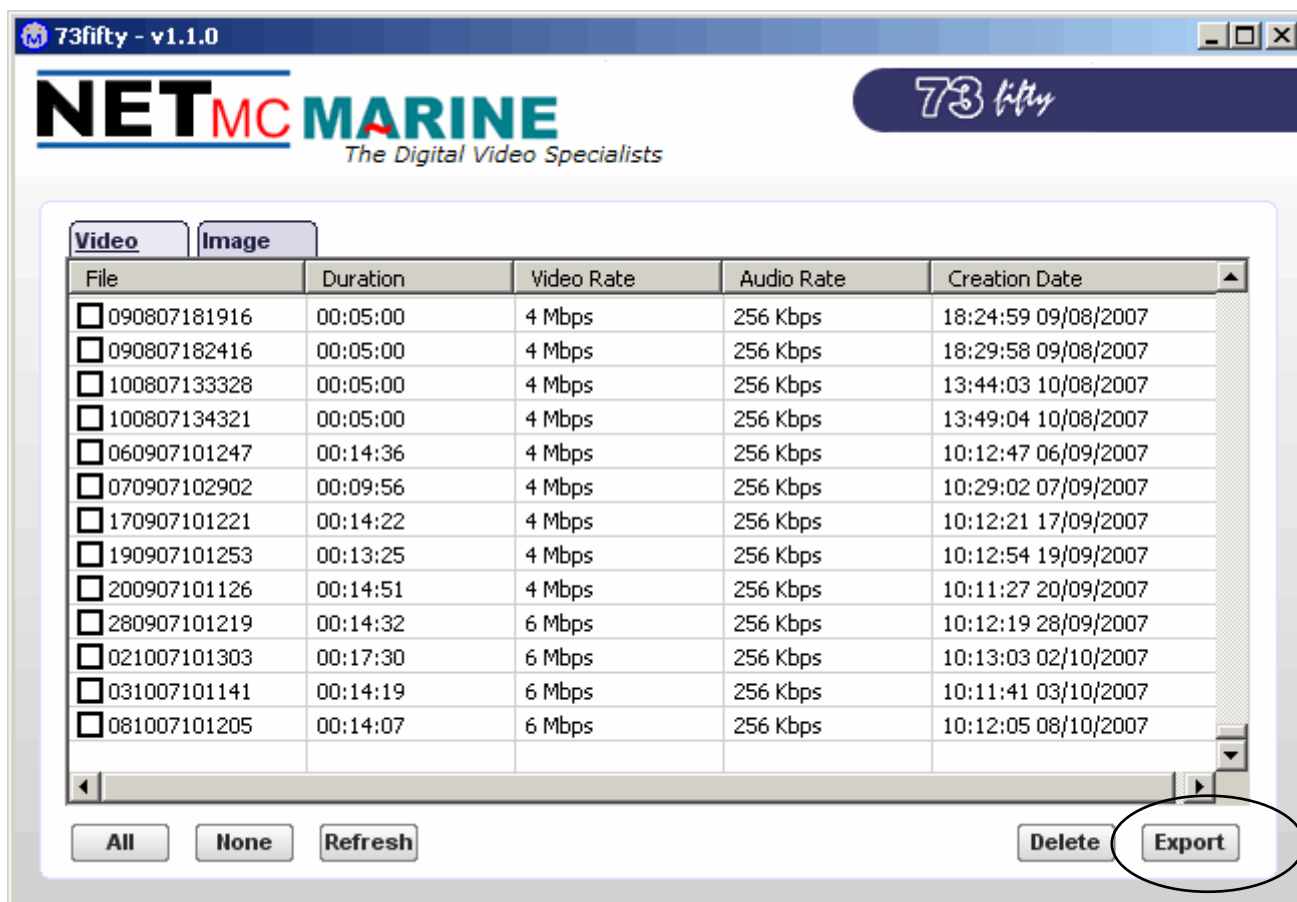 73fifty - v1.1.0
NETMC MARINE
73 fifty
The Digital Video Specialists
Video Image
File Duration Video Rate Audio Rate Creation Date
090807181916 00:05:00 4 Mbps 256 Kbps 18:24:59 09/08/2007
090807182416 00:05:00 4 Mbps 256 Kbps 18:29:58 09/08/2007
100807133328 00:05:00 4 Mbps 256 Kbps 13:44:03 10/08/2007
100807134321 00:05:00 4 Mbps 256 Kbps 13:49:04 10/08/2007
060907101247 00:14:36 4 Mbps 256 Kbps 10:12:47 06/09/2007
070907102902 00:09:56 4 Mbps 256 Kbps 10:29:02 07/09/2007
170907101221 00:14:22 4 Mbps 256 Kbps 10:12:21 17/09/2007
190907101253 00:13:25 4 Mbps 256 Kbps 10:12:54 19/09/2007
200907101126 00:14:51 4 Mbps 256 Kbps 10:11:27 20/09/2007
280907101219 00:14:32 6 Mbps 256 Kbps 10:12:19 28/09/2007
021007101303 00:17:30 6 Mbps 256 Kbps 10:13:03 02/10/2007
031007101141 00:14:19 6 Mbps 256 Kbps 10:11:41 03/10/2007
081007101205 00:14:07 6 Mbps 256 Kbps 10:12:05 08/10/2007
All None Refresh Delete Export